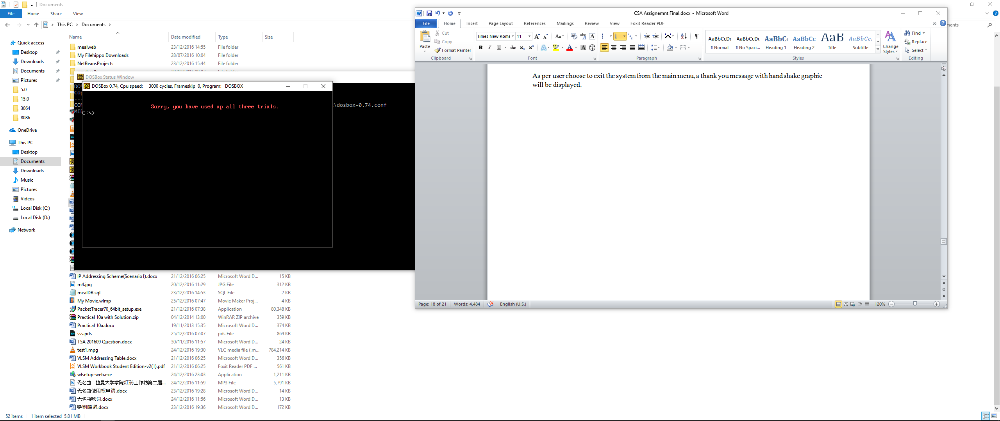 Documents
File Home Share View
This PC > Documents >
Name Date modified Type Size
Quick access
Desktop
Downloads
Documents
Pictures
5.0
15.0
3064
8086
OneDrive
This PC
Desktop
Documents
Downloads
Music
Pictures
Videos
Local Disk (C:)
Local Disk (D:)
Network
mealweb 23/12/2016 14:55 File folder
My Filehippo Downloads 28/07/2016 10:04 File folder
NetBeansProjects 23/12/2016 15:44 File folder
DOSBox Status Window
DOSBox 0.74, Cpu speed: 3000 cycles, Frameskip 0, Program: DOSBOX
Sorry, you have used up all three trials.
C:\>
\dosbox-0.74.conf
IP Addressing Scheme(Scenario1).docx 21/12/2016 06:25 Microsoft Word D... 15 KB
m4.jpg 20/12/2016 11:29 JPG File 312 KB
mealDB.sql 23/12/2016 14:53 SQL File 2 KB
My Movie.wlmp 25/12/2016 07:47 Movie Maker Proj... 4 KB
PacketTracer70_64bit_setup.exe 21/12/2016 07:38 Application 80,348 KB
Practical 10a with Solution.zip 04/12/2014 13:00 WinRAR ZIP archive 359 KB
Practical 10a.docx 19/11/2013 15:35 Microsoft Word D... 374 KB
sss.pds 25/12/2016 07:07 pds File 869 KB
T5A 201609 Question.docx 30/11/2016 11:57 Microsoft Word D... 24 KB
test1.mpg 24/12/2016 19:30 VLC media file (.m... 784,214 KB
VLSM Addressing Table.docx 21/12/2016 06:25 Microsoft Word D... 356 KB
VLSM Workbook Student Edition-v2(1).pdf 21/12/2016 06:25 Foxit Reader PDF ... 561 KB
wlsetup-web.exe 24/12/2016 23:03 Application 1,211 KB
无名曲 - 拉曼大学学院红砖工作坊第二届... 24/12/2016 11:59 MP3 File 5,791 KB
无名曲使用权申请.docx 23/12/2016 19:28 Microsoft Word D... 14 KB
无名曲歌词.docx 24/12/2016 11:56 Microsoft Word D... 13 KB
特别鸣谢.docx 23/12/2016 19:36 Microsoft Word D... 172 KB
52 items 1 item selected 5.01 MB
CSA Assignemnt Final.docx - Microsoft Word
File Home Insert Page Layout References Mailings Review View Foxit Reader PDF
Paste
Cut
Copy
Format Painter
Clipboard
Times New Roma 11
Font
Paragraph
AaBbCcDc AaBbCcDc AaBbC AaBbCc AaB AaBbCc.
¶ Normal ¶ No Spaci... Heading 1 Heading 2 Title Subtitle
Change Styles
Styles
Find
Replace
Select
Editing
As per user choose to exit the system from the main menu, a thank you message with hand shake graphic
will be displayed.
Page: 18 of 21 Words: 4,484 English (U.S.) 120%